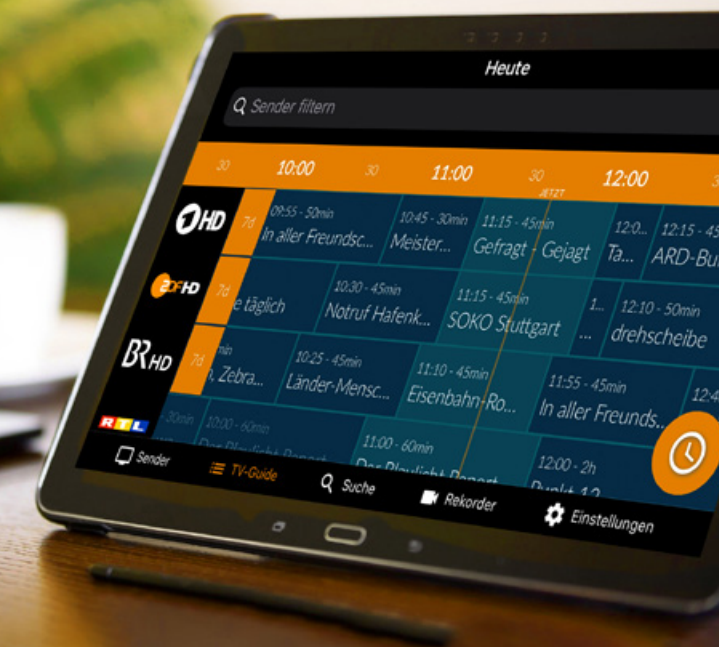 Heute
Sender filtern
30 10:00 30 11:00 30 12:00
JETZT
HD 7d
09:55 - 50min
In aller Freundsc...
10:45 - 30min
Meister...
11:15 - 45min
Gefragt - Gejagt
12:0...
Ta...
12:15 - 45
ARD-Bu
ZDF HD 7d
e täglich
10:30 - 45min
Notruf Hafenk...
11:15 - 45min
SOKO Stuttgart
1...
...
12:10 - 50min
drehscheibe
BR HD 7d
min
, Zebra...
10:25 - 45min
Länder-Mensc...
11:10 - 45min
Eisenbahn-Ro...
11:55 - 45min
In aller Freunds...
12:4
RTL
- 30min
10:00 - 60min
11:00 - 60min
12:00 - 2h
Punkt 12
Sender TV-Guide Suche Rekorder Einstellungen